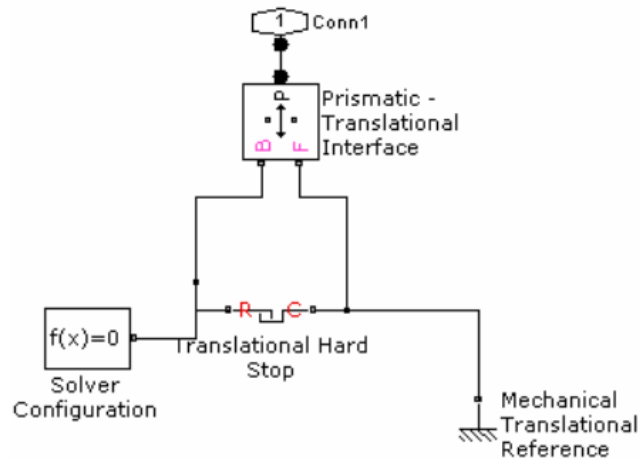 1 Conn1
P
B F
Prismatic -
Translational
Interface
R C
f(x)=0
Translational Hard
Stop
Solver
Configuration
Mechanical
Translational
Reference